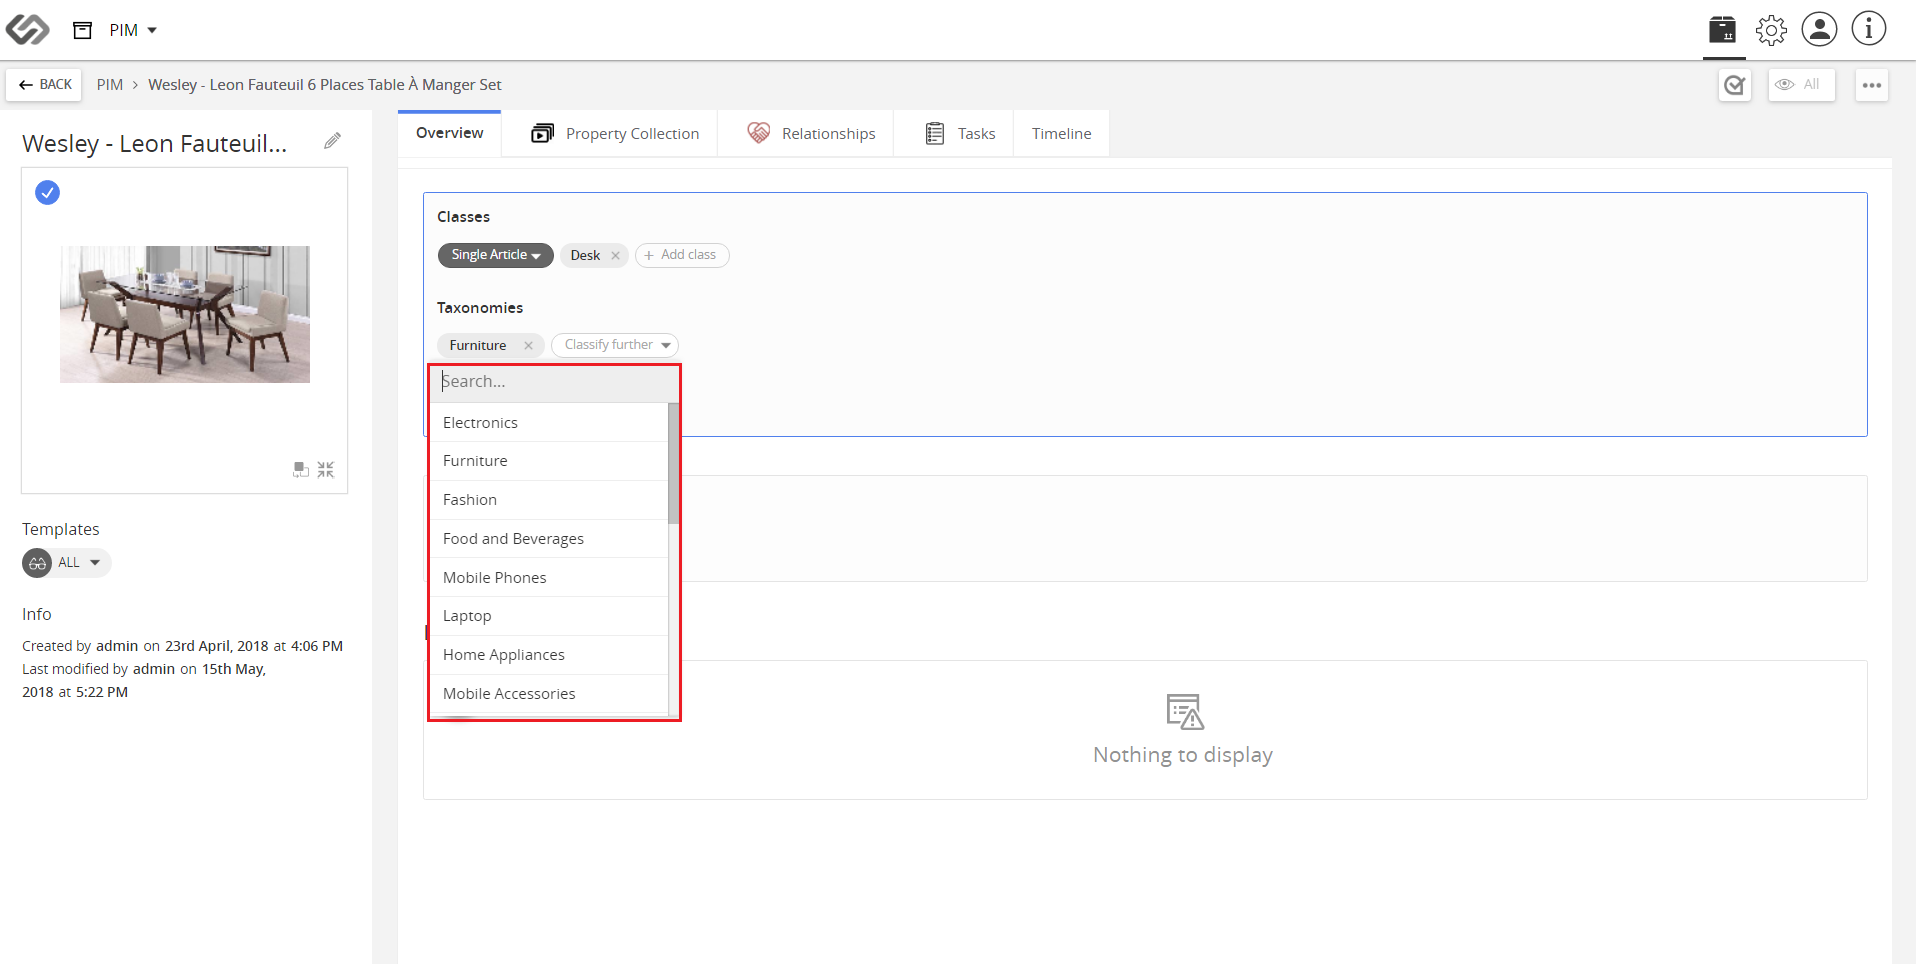 PIM
BACK
PIM > Wesley - Leon Fauteuil 6 Places Table À Manger Set
All
Wesley - Leon Fauteuil...
Overview
Property Collection
Relationships
Tasks
Timeline
Classes
Single Article
Desk ×
+ Add class
Taxonomies
Furniture ×
Classify further
Search...
Electronics
Furniture
Fashion
Food and Beverages
Mobile Phones
Laptop
Home Appliances
Mobile Accessories
Templates
ALL
Info
Created by admin on 23rd April, 2018 at 4:06 PM
Last modified by admin on 15th May,
2018 at 5:22 PM
Nothing to display